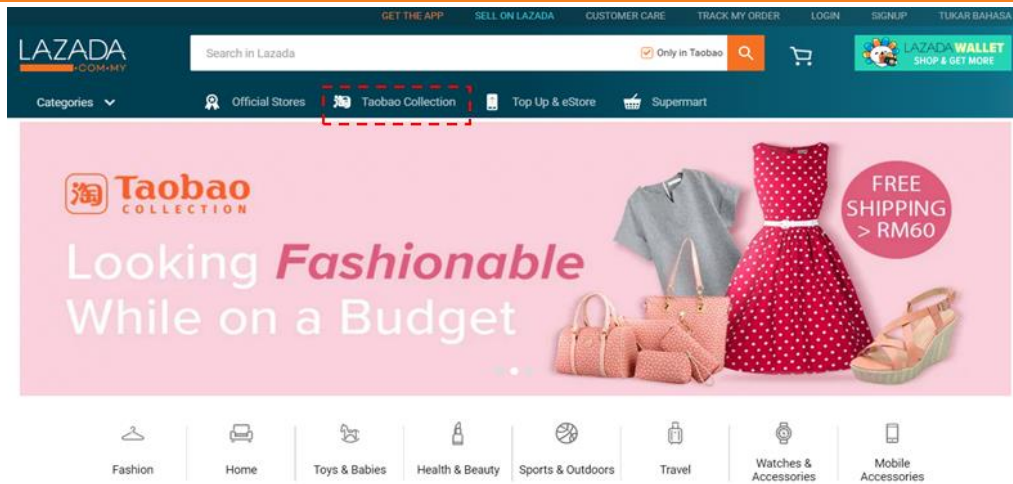 GET THE APP SELL ON LAZADA CUSTOMER CARE TRACK MY ORDER LOGIN SIGNUP TUKAR BAHASA
LAZADA
.COM.MY
Search in Lazada
Only in Taobao
LAZADA WALLET
SHOP & GET MORE
Categories Official Stores Taobao Collection Top Up & eStore Supermart
淘 Taobao
COLLECTION
Looking Fashionable
While on a Budget
FREE
SHIPPING
> RM60
Fashion Home Toys & Babies Health & Beauty Sports & Outdoors Travel Watches & Accessories Mobile Accessories